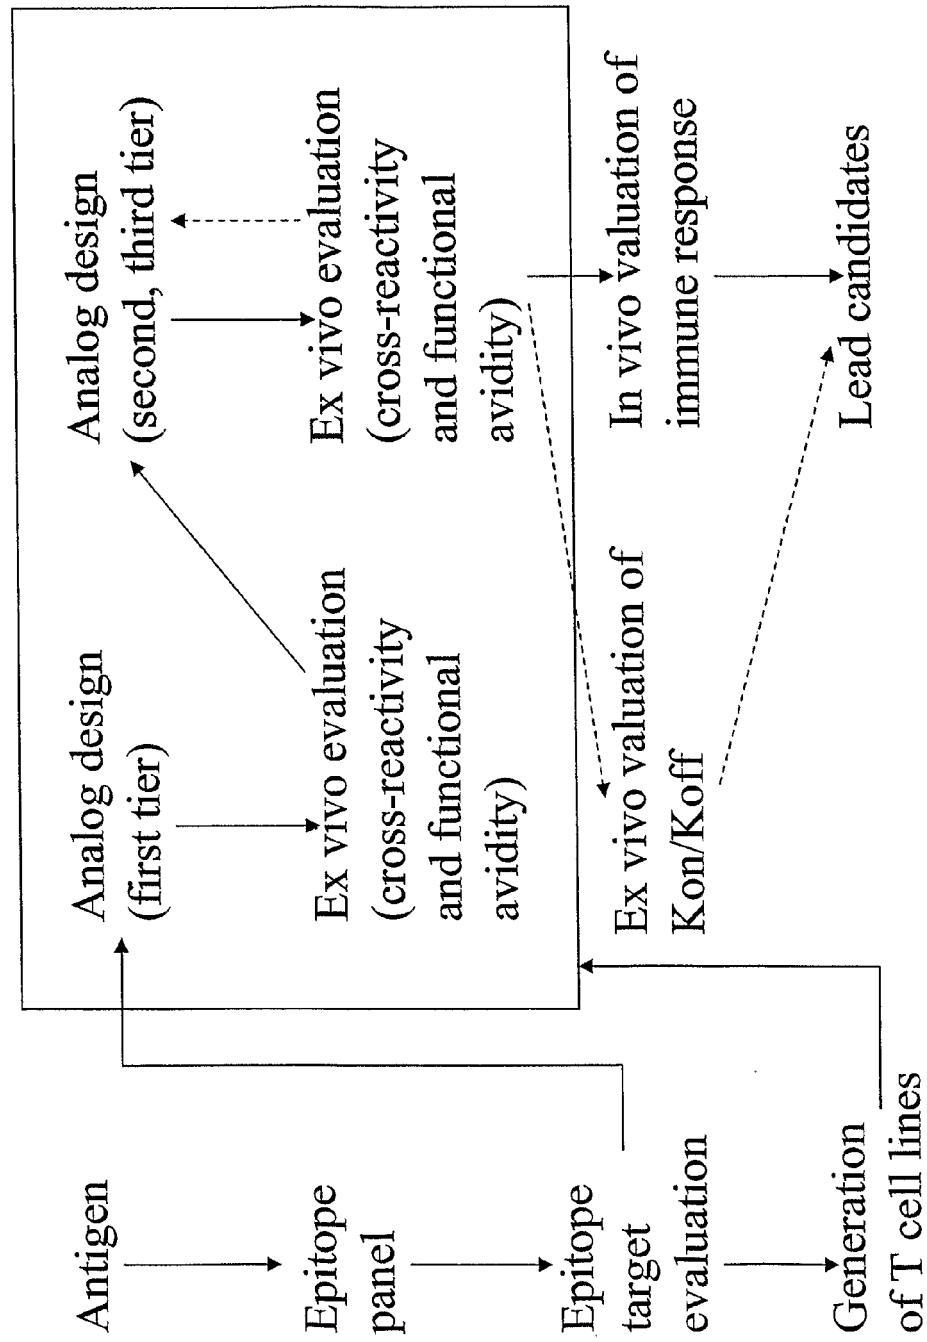 Antigen
Epitope
panel
Epitope
target
evaluation
Generation
of T cell lines
Analog design
(first tier)
Ex vivo evaluation
(cross-reactivity
and functional
avidity)
Analog design
(second, third tier)
Ex vivo evaluation
(cross-reactivity
and functional
avidity)
Ex vivo valuation of
Kon/Koff
In vivo valuation of
immune response
Lead candidates